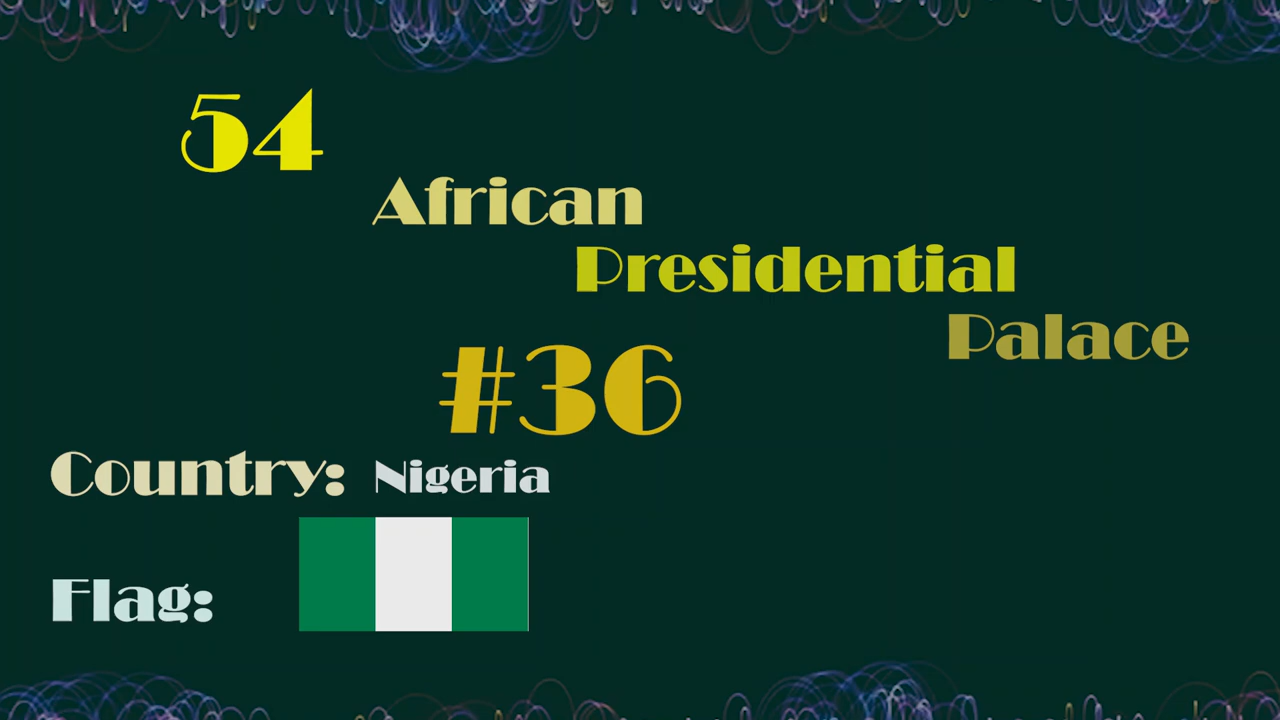 54
African
Presidential
Palace
#36
Country: Nigeria
Flag: